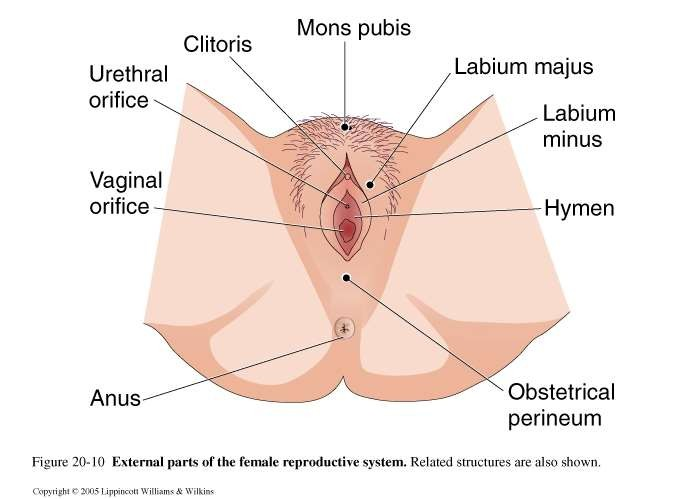 Mons pubis
Clitoris
Labium majus
Urethral
orifice
Labium
minus
Vaginal
orifice
Hymen
Anus
Obstetrical
perineum
Figure 20-10 External parts of the female reproductive system. Related structures are also shown.
Copyright © 2005 Lippincott Williams & Wilkins